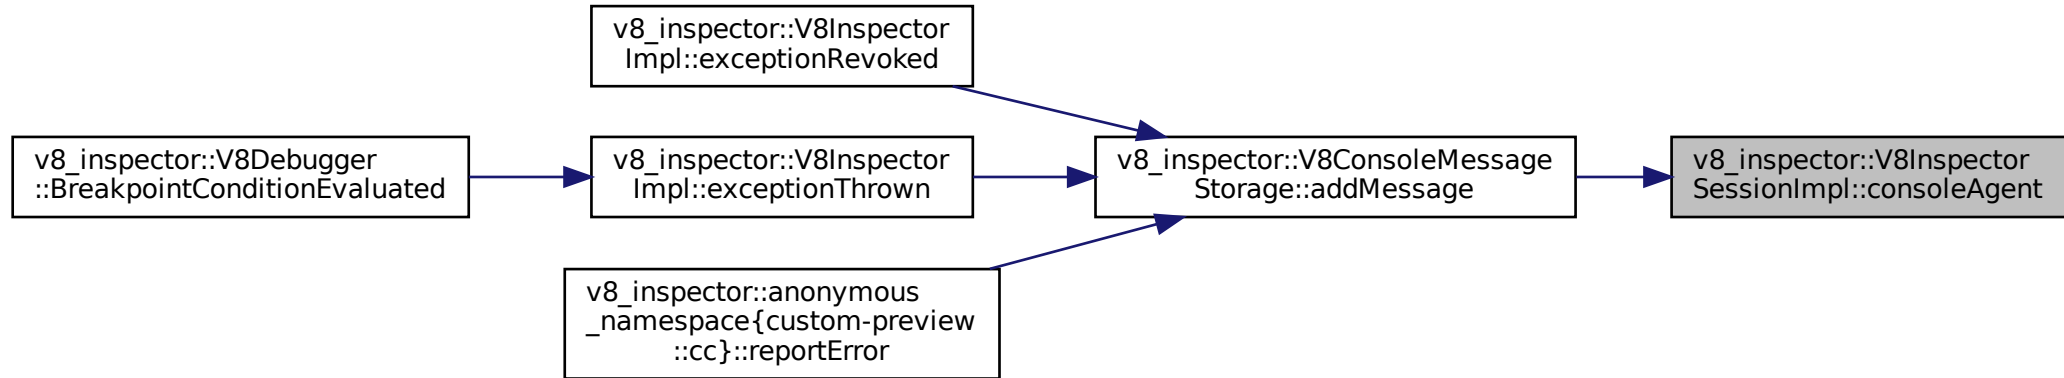 v8_inspector::V8Inspector
Impl::exceptionRevoked
v8_inspector::V8Debugger
::BreakpointConditionEvaluated
v8_inspector::V8Inspector
Impl::exceptionThrown
v8_inspector::V8ConsoleMessage
Storage::addMessage
v8_inspector::V8Inspector
SessionImpl::consoleAgent
v8_inspector::anonymous
_namespace{custom-preview
::cc}::reportError